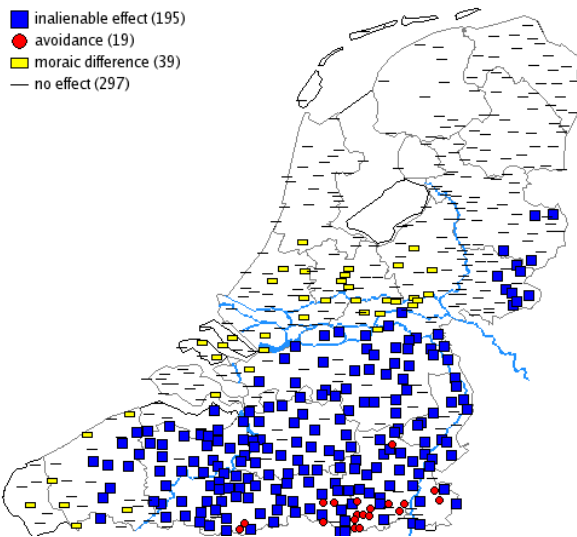 inalienable effect (195)
avoidance (19)
moraic difference (39)
no effect (297)